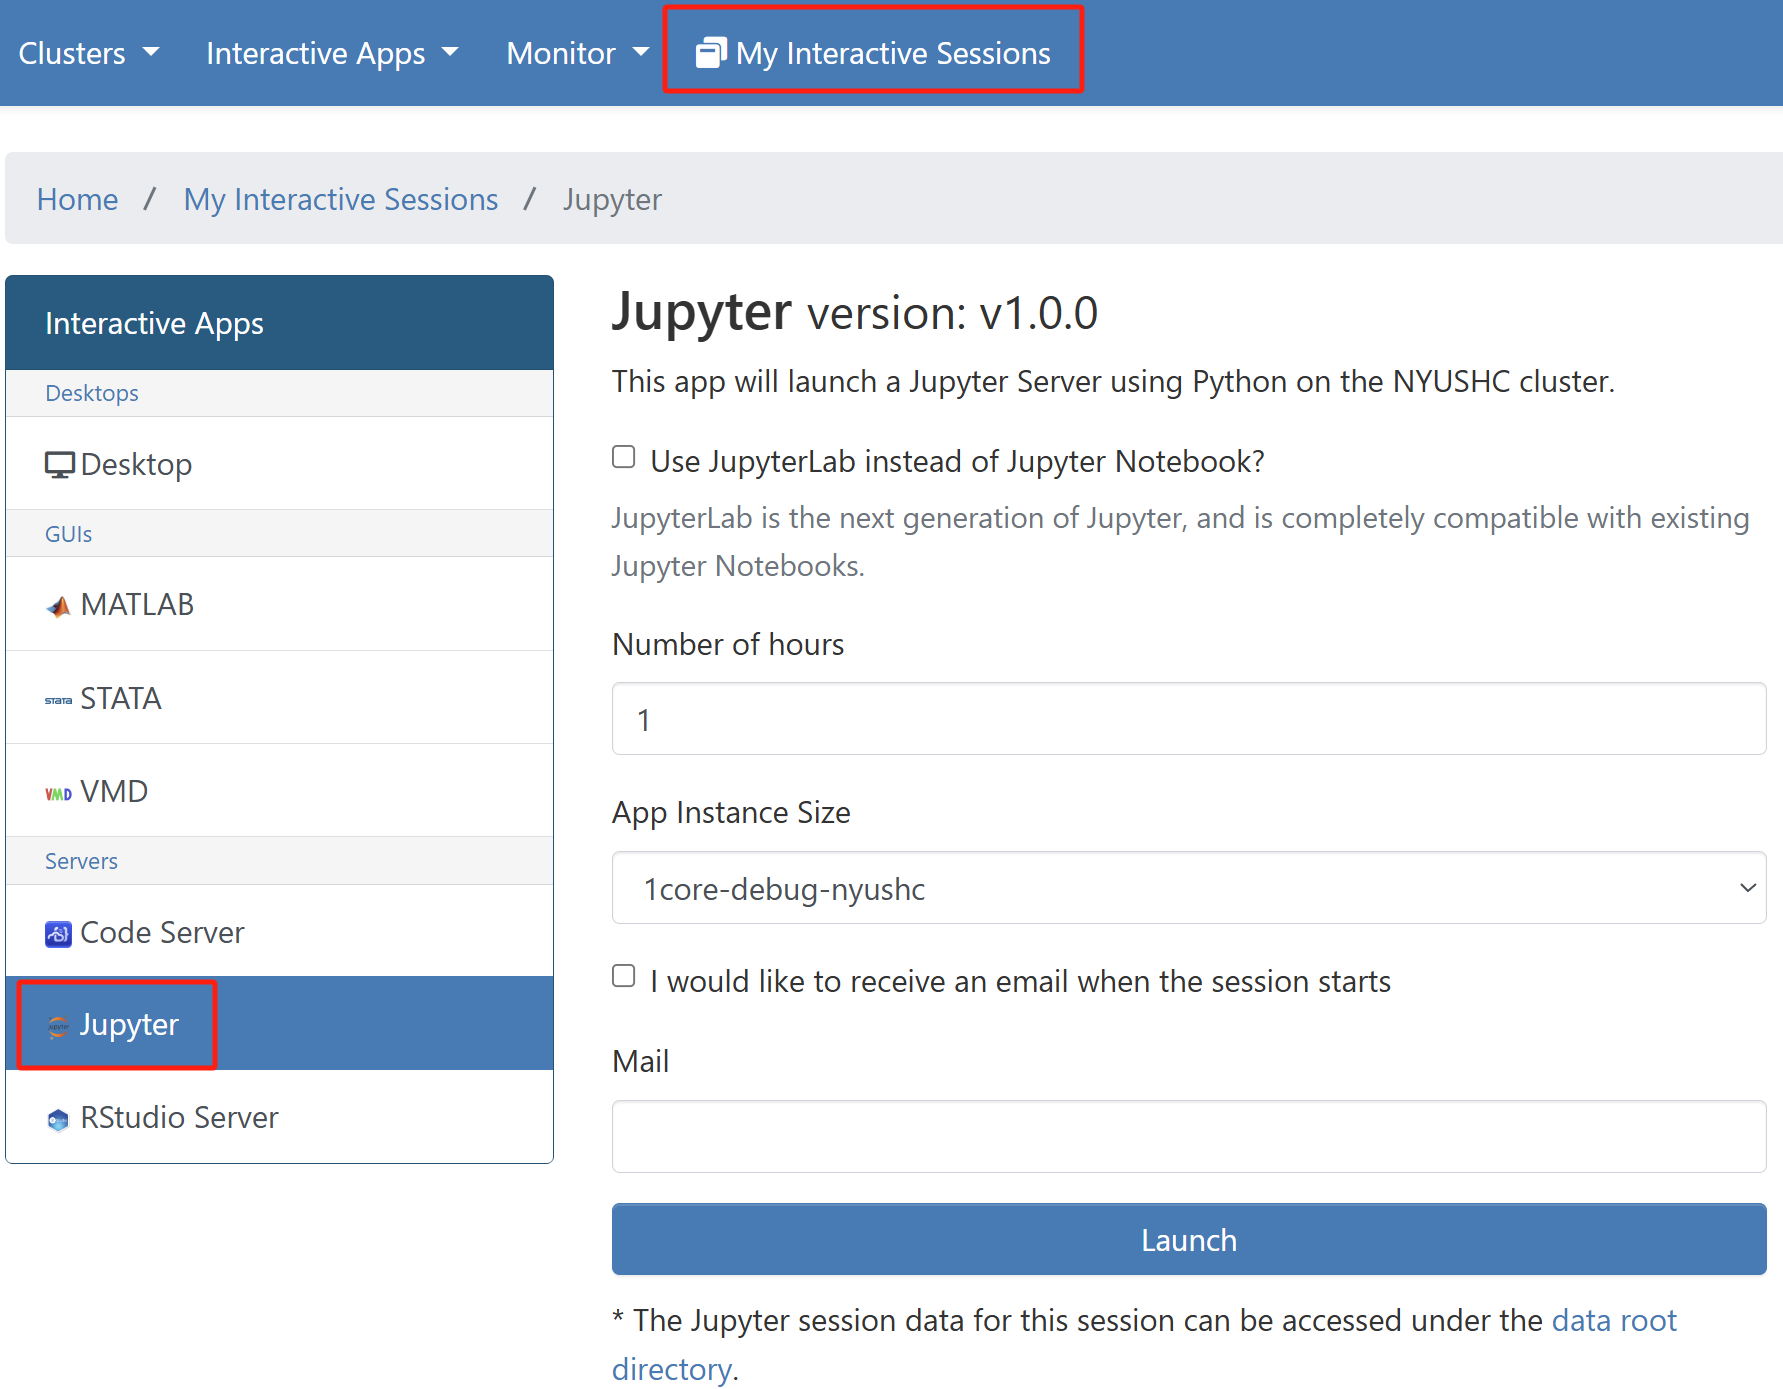 Clusters Interactive Apps Monitor My Interactive Sessions
Home / My Interactive Sessions / Jupyter
Interactive Apps
Desktops
Desktop
GUIs
MATLAB
STATA STATA
VMD VMD
Servers
Code Server
Jupyter
RStudio Server
Jupyter version: v1.0.0
This app will launch a Jupyter Server using Python on the NYUSHC cluster.
Use JupyterLab instead of Jupyter Notebook?
JupyterLab is the next generation of Jupyter, and is completely compatible with existing
Jupyter Notebooks.
Number of hours
1
App Instance Size
1core-debug-nyushc
I would like to receive an email when the session starts
Mail
Launch
* The Jupyter session data for this session can be accessed under the data root
directory.